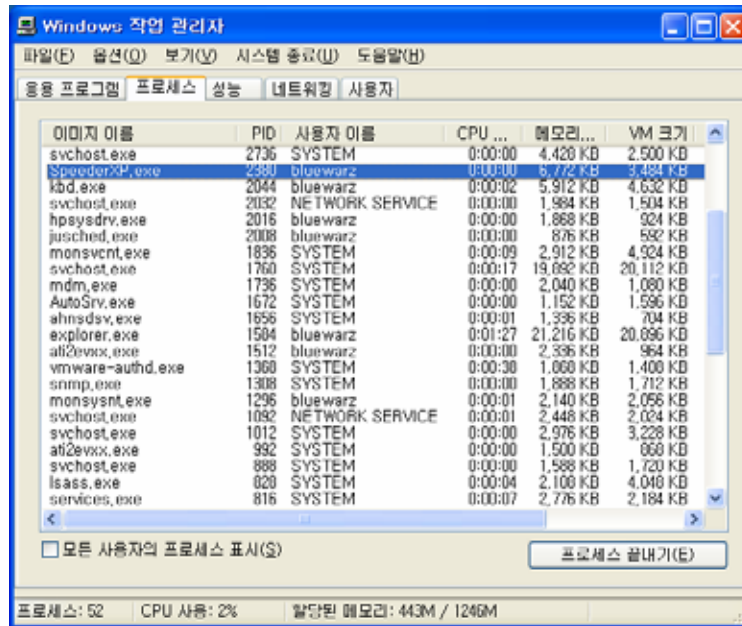 Windows 작업 관리자
파일(F) 옵션(O) 보기(V) 시스템 종료(U) 도움말(H)
응용 프로그램 프로세스 성능 네트워킹 사용자
이미지 이름 PID 사용자 이름 CPU ... 메모리... VM 크기
svchost.exe 2736 SYSTEM 0:00:00 4,420 KB 2,500 KB
SpeederXP.exe 2380 bluewarz 0:00:00 6,772 KB 3,484 KB
kbd.exe 2044 bluewarz 0:00:02 5,912 KB 4,632 KB
svchost.exe 2032 NETWORK SERVICE 0:00:00 1,984 KB 1,504 KB
hpsysdrv.exe 2016 bluewarz 0:00:00 1,868 KB 924 KB
jusched.exe 2008 bluewarz 0:00:00 876 KB 592 KB
monsvcnt.exe 1836 SYSTEM 0:00:09 2,912 KB 4,924 KB
svchost.exe 1760 SYSTEM 0:00:17 19,892 KB 20,112 KB
mdm.exe 1736 SYSTEM 0:00:00 2,040 KB 1,080 KB
AutoSrv.exe 1672 SYSTEM 0:00:00 1,152 KB 1,596 KB
ahnsdsv.exe 1656 SYSTEM 0:00:01 1,336 KB 704 KB
explorer.exe 1584 bluewarz 0:01:27 21,216 KB 20,896 KB
ati2evxx.exe 1512 bluewarz 0:00:00 2,336 KB 964 KB
vmware-authd.exe 1360 SYSTEM 0:00:30 1,060 KB 1,400 KB
snmp.exe 1308 SYSTEM 0:00:00 1,888 KB 1,712 KB
monsysnt.exe 1296 bluewarz 0:00:01 2,140 KB 2,056 KB
svchost.exe 1092 NETWORK SERVICE 0:00:01 2,448 KB 2,024 KB
svchost.exe 1012 SYSTEM 0:00:00 2,976 KB 3,228 KB
ati2evxx.exe 992 SYSTEM 0:00:00 1,500 KB 868 KB
svchost.exe 888 SYSTEM 0:00:00 1,588 KB 1,720 KB
lsass.exe 828 SYSTEM 0:00:04 2,108 KB 4,048 KB
services.exe 816 SYSTEM 0:00:07 2,776 KB 2,184 KB
모든 사용자의 프로세스 표시(S) 프로세스 끝내기(E)
프로세스: 52 CPU 사용: 2% 할당된 메모리: 443M / 1246M